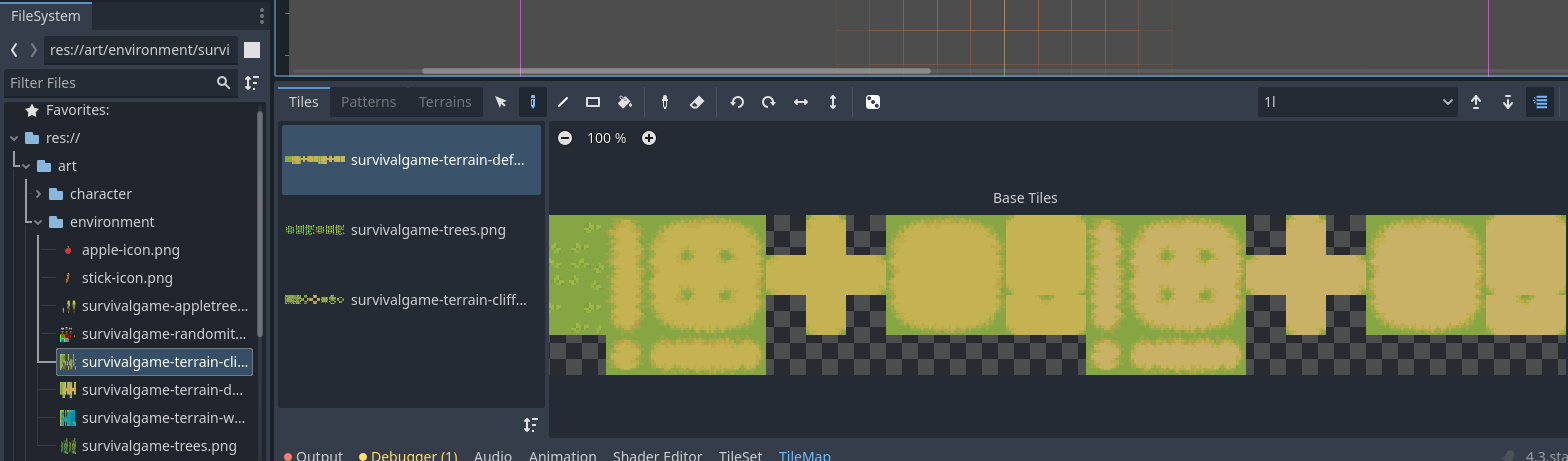 FileSystem
res://art/environment/survi
Filter Files
Favorites:
res://
art
character
environment
apple-icon.png
stick-icon.png
survivalgame-appletree...
survivalgame-randomit...
survivalgame-terrain-cli...
survivalgame-terrain-d...
survivalgame-terrain-w...
survivalgame-trees.png
Tiles Patterns Terrains
1l
survivalgame-terrain-def...
survivalgame-trees.png
survivalgame-terrain-cliff...
100 %
Base Tiles
Output Debugger (1) Audio Animation Shader Editor TileSet TileMap
4.3.sta